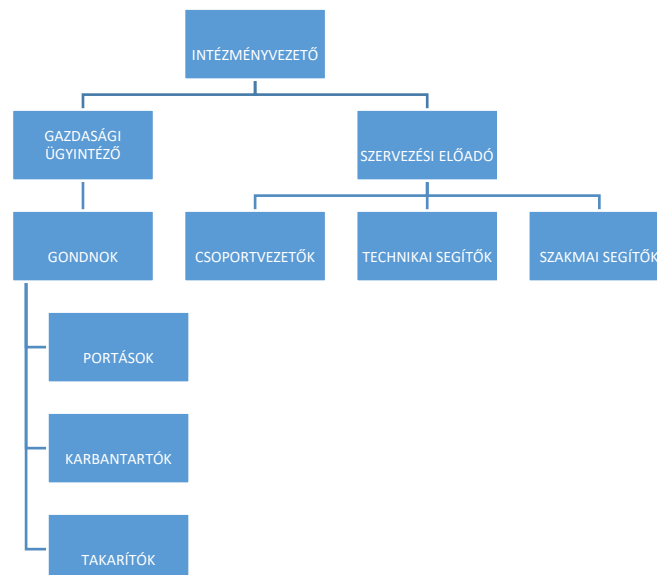 INTÉZMÉNYVEZETŐ
GAZDASÁGI
ÜGYINTÉZŐ
SZERVEZÉSI ELŐADÓ
GONDNOK
CSOPORTVEZETŐK
TECHNIKAI SEGÍTŐK
SZAKMAI SEGÍTŐK
PORTÁSOK
KARBANTARTÓK
TAKARÍTÓK